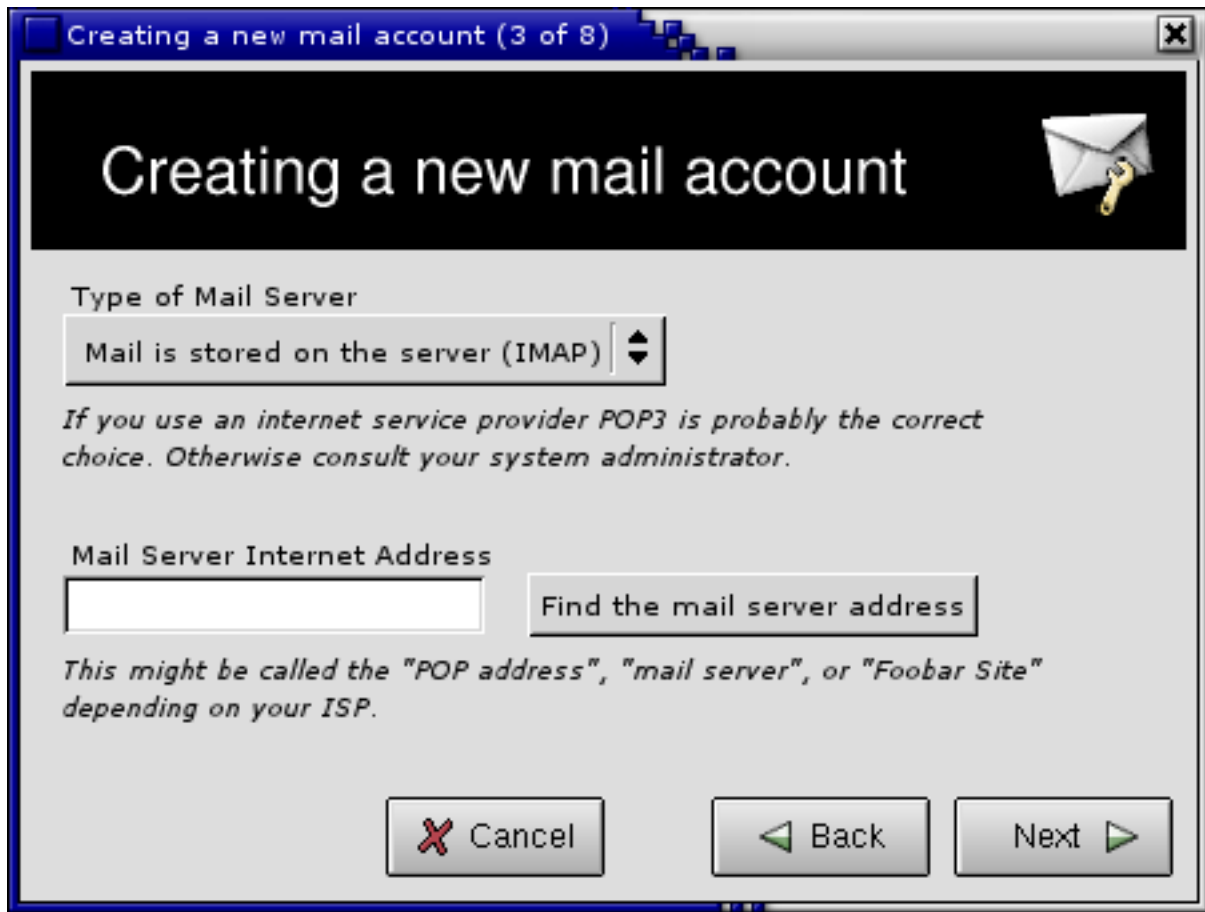 Creating a new mail account (3 of 8)
Creating a new mail account
Type of Mail Server
Mail is stored on the server (IMAP)
If you use an internet service provider POP3 is probably the correct
choice. Otherwise consult your system administrator.
Mail Server Internet Address
Find the mail server address
This might be called the "POP address", "mail server", or "Foobar Site"
depending on your ISP.
Cancel
Back
Next